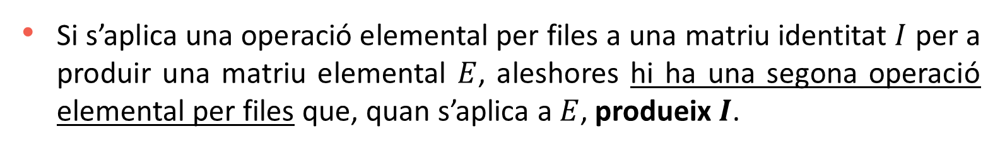 • Si s’aplica una operació elemental per files a una matriu identitat I per a
produir una matriu elemental E, aleshores hi ha una segona operació
elemental per files que, quan s’aplica a E, produeix I.